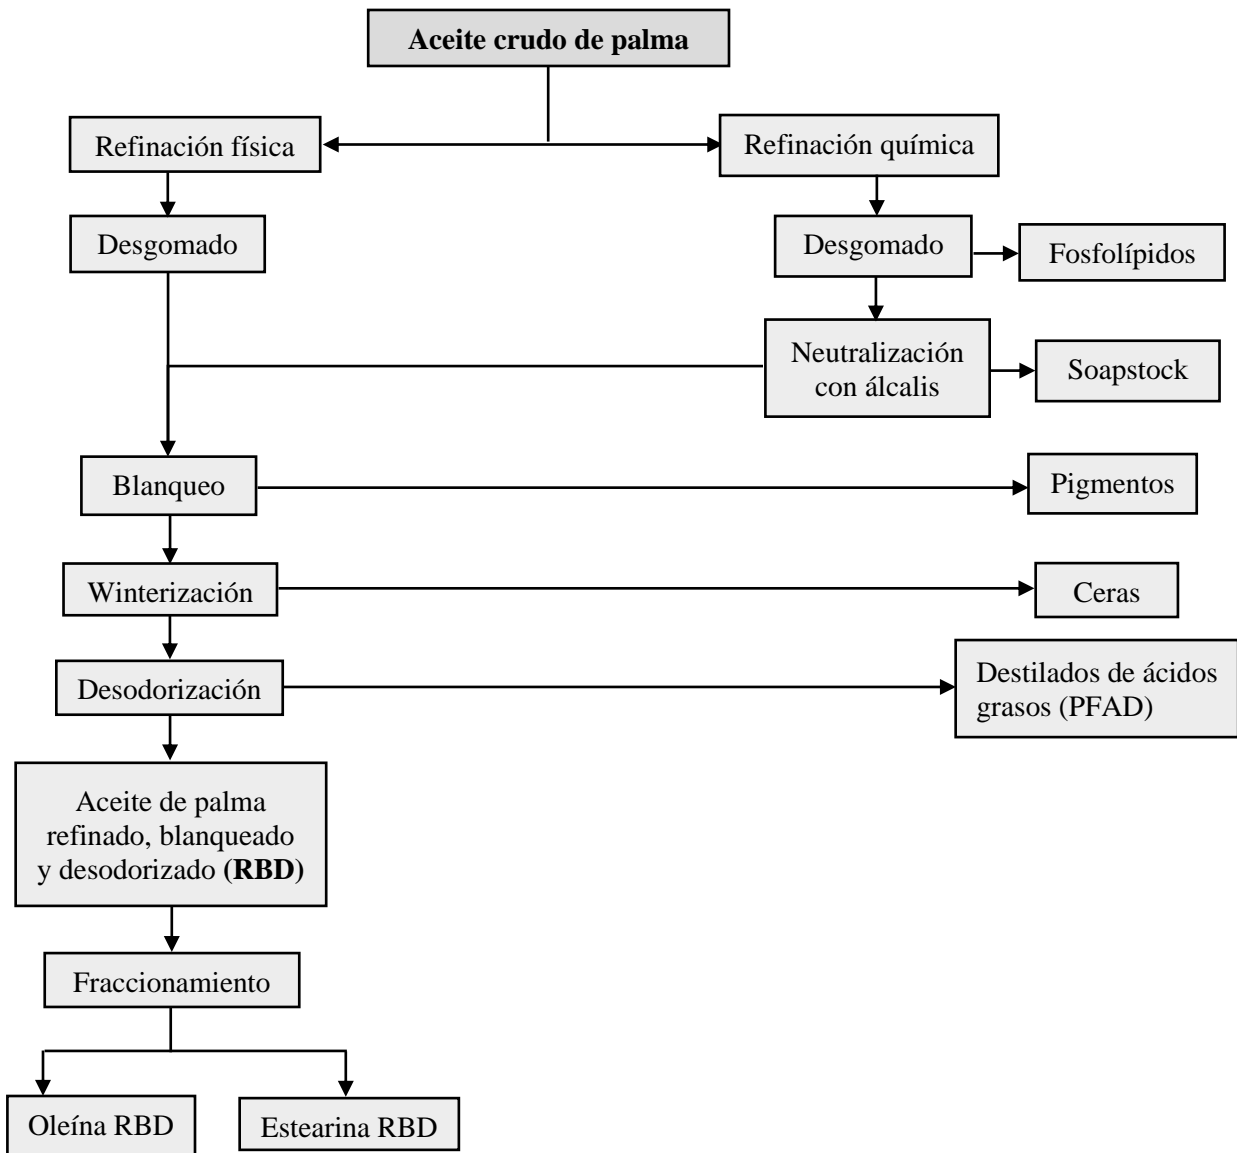 Aceite crudo de palma
Refinación física
Refinación química
Desgomado
Desgomado
Fosfolípidos
Neutralización
con álcalis
Soapstock
Blanqueo
Pigmentos
Winterización
Ceras
Desodorización
Destilados de ácidos
grasos (PFAD)
Aceite de palma
refinado, blanqueado
y desodorizado (RBD)
Fraccionamiento
Oleína RBD
Estearina RBD